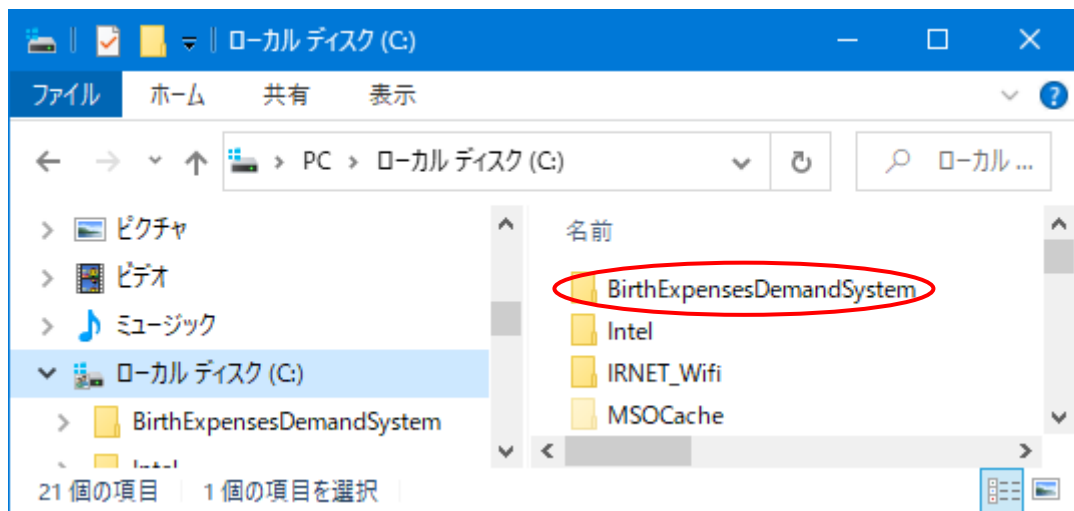 ローカル ディスク (C:)
ファイル ホーム 共有 表示
PC > ローカル ディスク (C:) ローカル ...
ピクチャ
ビデオ
ミュージック
ローカル ディスク (C:)
BirthExpensesDemandSystem
Intel
名前
BirthExpensesDemandSystem
Intel
IRNET_Wifi
MSOCache
21 個の項目 1 個の項目を選択